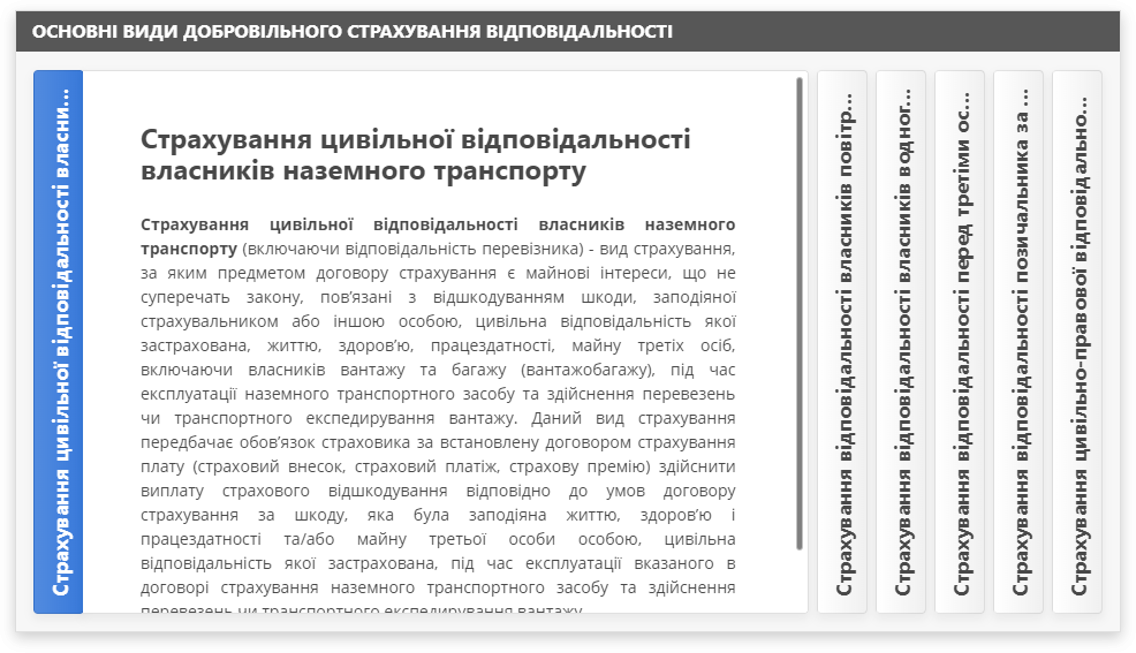 ОСНОВНІ ВИДИ ДОБРОВІЛЬНОГО СТРАХУВАННЯ ВІДПОВІДАЛЬНОСТІ
Страхування цивільної відповідальності власни...
Страхування цивільної відповідальності
власників наземного транспорту
Страхування цивільної відповідальності власників наземного
транспорту (включаючи відповідальність перевізника) - вид страхування,
за яким предметом договору страхування є майнові інтереси, що не
суперечать закону, пов’язані з відшкодуванням шкоди, заподіяної
страхувальником або іншою особою, цивільна відповідальність якої
застрахована, життю, здоров’ю, працездатності, майну третіх осіб,
включаючи власників вантажу та багажу (вантажобагажу), під час
експлуатації наземного транспортного засобу та здійснення перевезень
чи транспортного експедирування вантажу. Даний вид страхування
передбачає обов’язок страховика за встановлену договором страхування
плату (страховий внесок, страховий платіж, страхову премію) здійснити
виплату страхового відшкодування відповідно до умов договору
страхування за шкоду, яка була заподіяна життю, здоров’ю і
працездатності та/або майну третьої особи особою, цивільна
відповідальність якої застрахована, під час експлуатації вказаного в
договорі страхування наземного транспортного засобу та здійснення
перевезень чи транспортного експедирування вантажу
Страхування відповідальності власників повітр...
Страхування відповідальності власників водног...
Страхування відповідальності перед третіми ос...
Страхування відповідальності позичальника за ...
Страхування цивільно-правової відповідально...